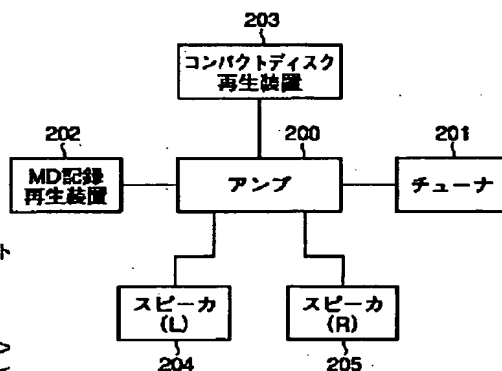 203
コンパクトディスク
再生装置
202
200
201
MD記録
再生装置
アンプ
チューナ
ト
スピーカ
(L)
スピーカ
(R)
204
205